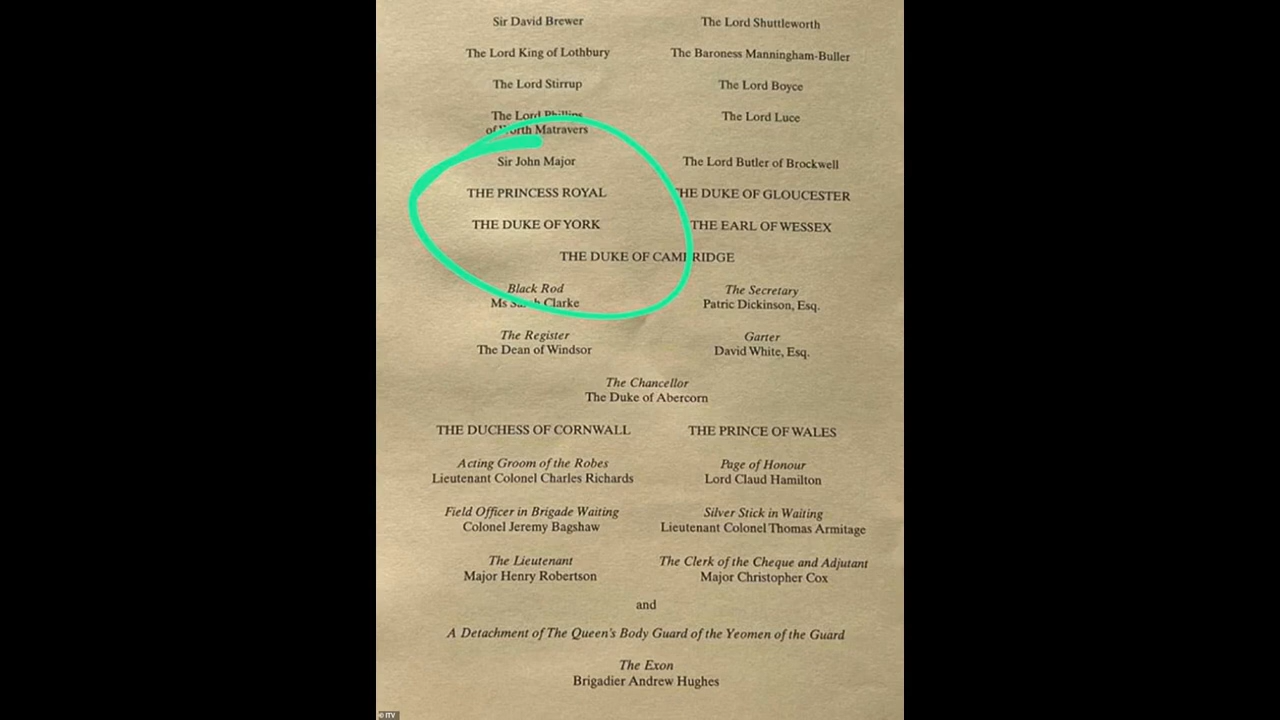 Sir David Brewer The Lord Shuttleworth
The Lord King of Lothbury The Baroness Manningham-Buller
The Lord Stirrup The Lord Boyce
The Lord Phillips The Lord Luce
of Worth Matravers
Sir John Major The Lord Butler of Brockwell
THE PRINCESS ROYAL THE DUKE OF GLOUCESTER
THE DUKE OF YORK THE EARL OF WESSEX
THE DUKE OF CAMBRIDGE
Black Rod The Secretary
Ms Sarah Clarke Patric Dickinson, Esq.
The Register Garter
The Dean of Windsor David White, Esq.
The Chancellor
The Duke of Abercorn
THE DUCHESS OF CORNWALL THE PRINCE OF WALES
Acting Groom of the Robes Page of Honour
Lieutenant Colonel Charles Richards Lord Claud Hamilton
Field Officer in Brigade Waiting Silver Stick in Waiting
Colonel Jeremy Bagshaw Lieutenant Colonel Thomas Armitage
The Lieutenant The Clerk of the Cheque and Adjutant
Major Henry Robertson Major Christopher Cox
and
A Detachment of The Queen's Body Guard of the Yeomen of the Guard
The Exon
Brigadier Andrew Hughes
© ITV